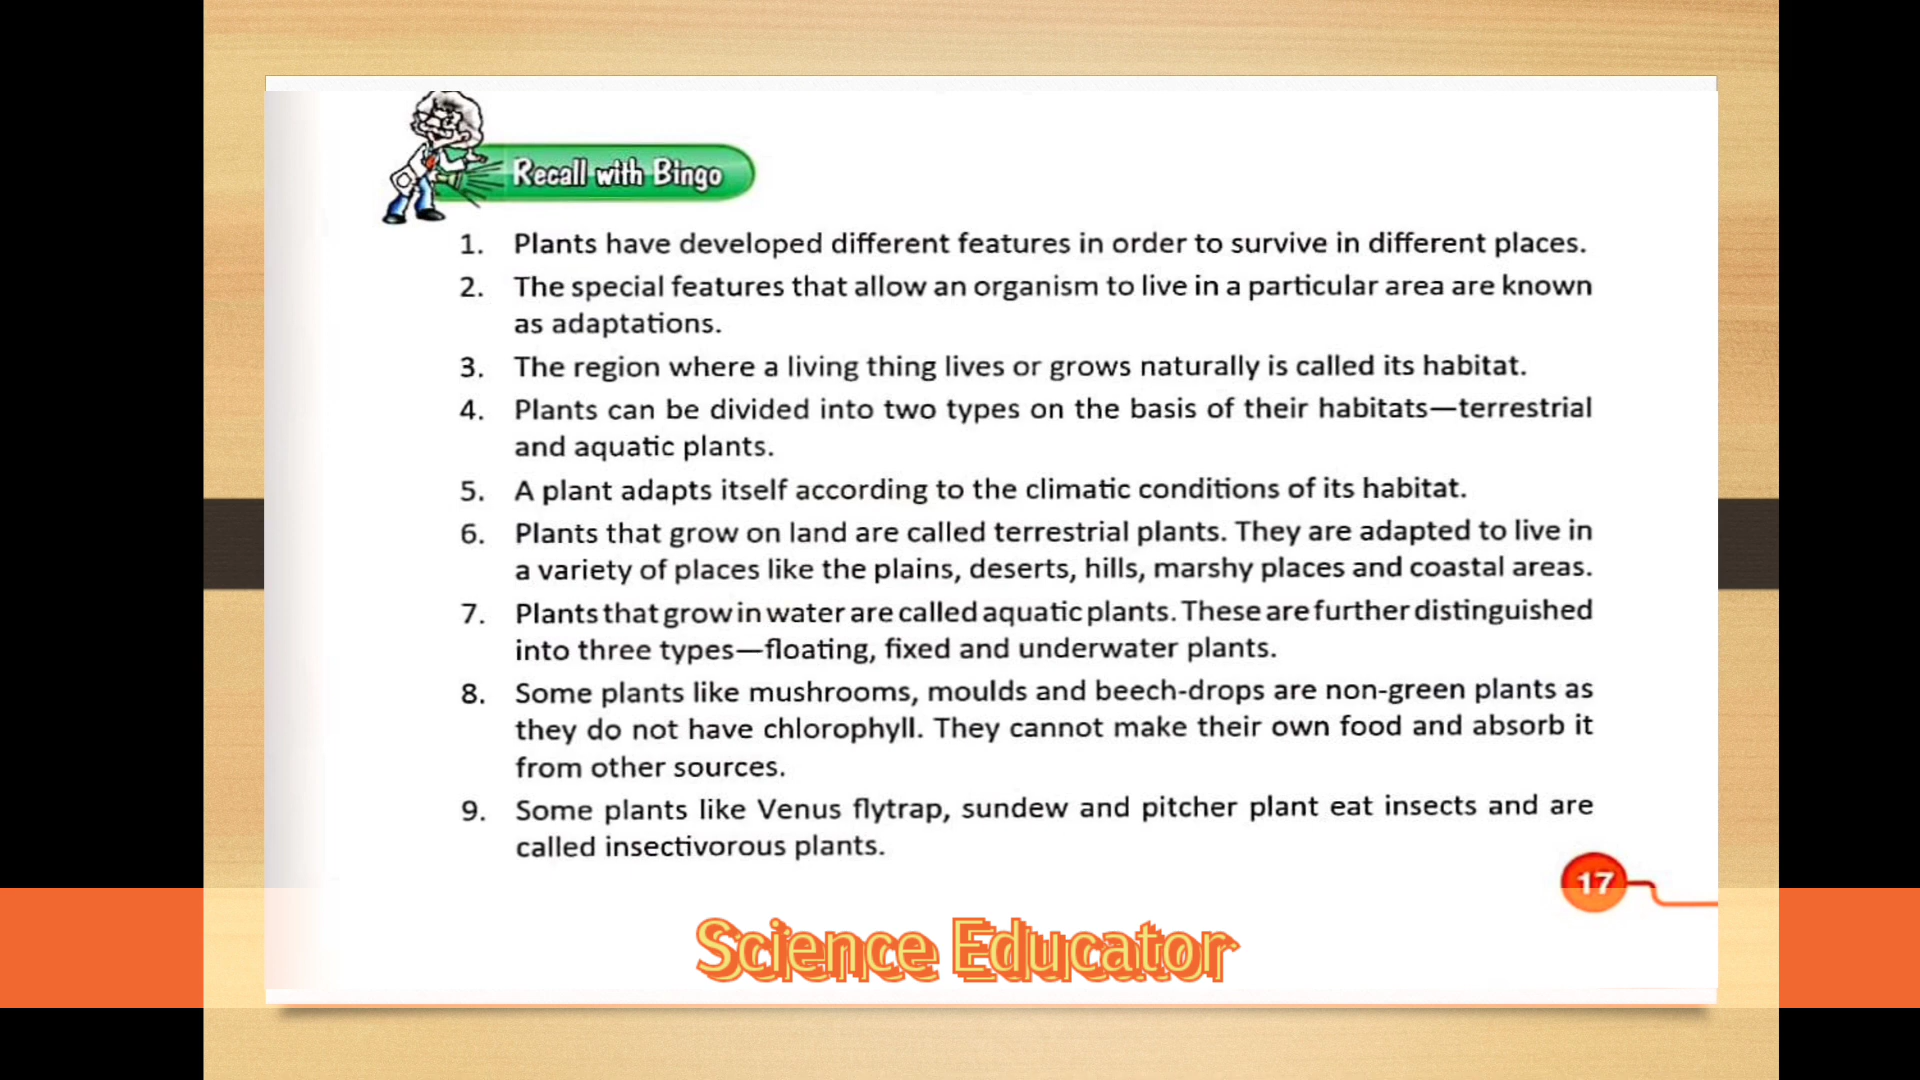 Recall with Bingo
1. Plants have developed different features in order to survive in different places.
2. The special features that allow an organism to live in a particular area are known
as adaptations.
3. The region where a living thing lives or grows naturally is called its habitat.
4. Plants can be divided into two types on the basis of their habitats—terrestrial
and aquatic plants.
5. A plant adapts itself according to the climatic conditions of its habitat.
6. Plants that grow on land are called terrestrial plants. They are adapted to live in
a variety of places like the plains, deserts, hills, marshy places and coastal areas.
7. Plants that grow in water are called aquatic plants. These are further distinguished
into three types—floating, fixed and underwater plants.
8. Some plants like mushrooms, moulds and beech-drops are non-green plants as
they do not have chlorophyll. They cannot make their own food and absorb it
from other sources.
9. Some plants like Venus flytrap, sundew and pitcher plant eat insects and are
called insectivorous plants.
17
Science Educator